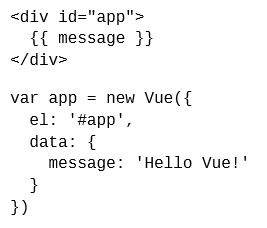 <div id="app">
  {{ message }}
</div>

var app = new Vue({
  el: '#app',
  data: {
    message: 'Hello Vue!'
  }
})